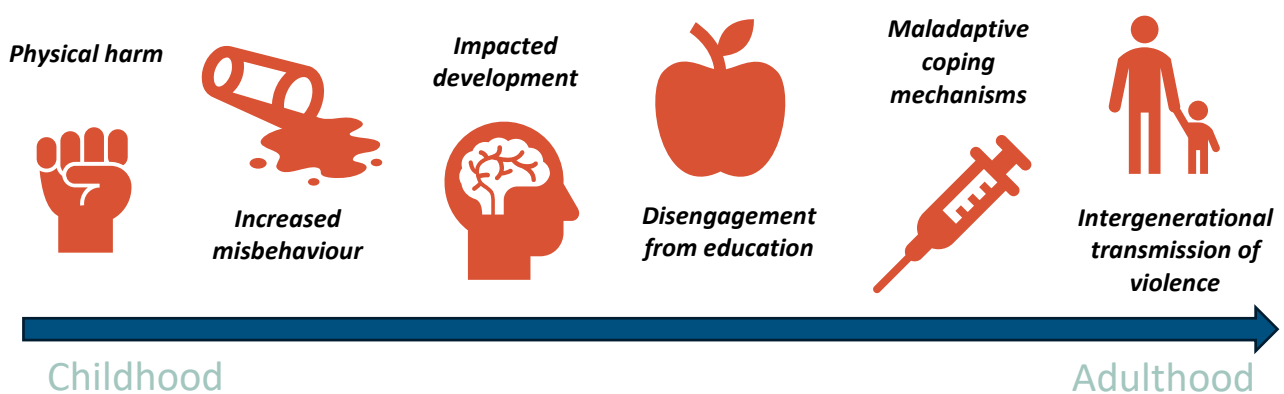 Physical harm
Increased
misbehaviour
Impacted
development
Disengagement
from education
Maladaptive
coping
mechanisms
Intergenerational
transmission of
violence
Childhood
Adulthood